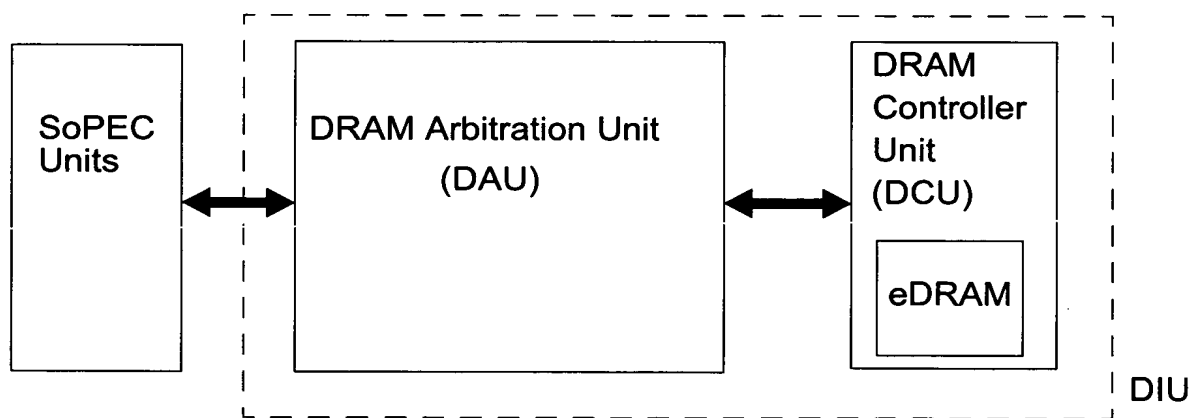 SoPEC
Units
DRAM Arbitration Unit
(DAU)
DRAM
Controller
Unit
(DCU)
eDRAM
DIU